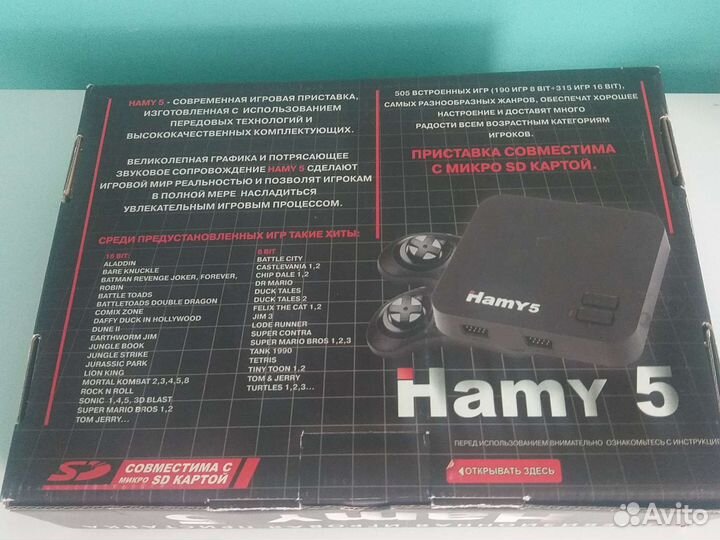 HAMY 5 - СОВРЕМЕННАЯ ИГРОВАЯ ПРИСТАВКА,
ИЗГОТОВЛЕННАЯ С ИСПОЛЬЗОВАНИЕМ
ПЕРЕДОВЫХ ТЕХНОЛОГИЙ И
ВЫСОКОКАЧЕСТВЕННЫХ КОМПЛЕКТУЮЩИХ.
ВЕЛИКОЛЕПНАЯ ГРАФИКА И ПОТРЯСАЮЩЕЕ
ЗВУКОВОЕ СОПРОВОЖДЕНИЕ HAMY 5 СДЕЛАЮТ
ИГРОВОЙ МИР РЕАЛЬНОСТЬЮ И ПОЗВОЛЯТ ИГРОКАМ
В ПОЛНОЙ МЕРЕ НАСЛАДИТЬСЯ
УВЛЕКАТЕЛЬНЫМ ИГРОВЫМ ПРОЦЕССОМ.
505 ВСТРОЕННЫХ ИГР (190 ИГР 8 BIT+315 ИГР 16 BIT),
САМЫХ РАЗНООБРАЗНЫХ ЖАНРОВ, ОБЕСПЕЧАТ ХОРОШЕЕ
НАСТРОЕНИЕ И ДОСТАВЯТ МНОГО
РАДОСТИ ВСЕМ ВОЗРАСТНЫМ КАТЕГОРИЯМ
ИГРОКОВ.
ПРИСТАВКА СОВМЕСТИМА
С МИКРО SD КАРТОЙ.
СРЕДИ ПРЕДУСТАНОВЛЕННЫХ ИГР ТАКИЕ ХИТЫ:
16 BIT:
ALADDIN
BARE KNUCKLE
BATMAN REVENGE JOKER, FOREVER,
ROBIN
BATTLE TOADS
BATTLETOADS DOUBLE DRAGON
COMIX ZONE
DAFFY DUCK IN HOLLYWOOD
DUNE II
EARTHWORM JIM
JUNGLE BOOK
JUNGLE STRIKE
JURASSIC PARK
LION KING
MORTAL KOMBAT 2,3,4,5,8
ROCK N ROLL
SONIC 1,4,5, 3D BLAST
SUPER MARIO BROS 1,2
TOM JERRY...
8 BIT
BATTLE CITY
CASTLEVANIA 1,2
CHIP DALE 1,2
DR MARIO
DUCK TALES
DUCK TALES 2
FELIX THE CAT 1,2
JIM 3
LODE RUNNER
SUPER CONTRA
SUPER MARIO BROS 1,2,3
TANK 1990
TETRIS
TINY TOON 1,2
TOM & JERRY
TURTLES 1,2,3...
HamY5
HamY 5
ПЕРЕД ИСПОЛЬЗОВАНИЕМ ВНИМАТЕЛЬНО ОЗНАКОМЬТЕСЬ С ИНСТРУКЦИЕ
ОТКРЫВАТЬ ЗДЕСЬ
SD СОВМЕСТИМА С
МИКРО SD КАРТОЙ
Avito